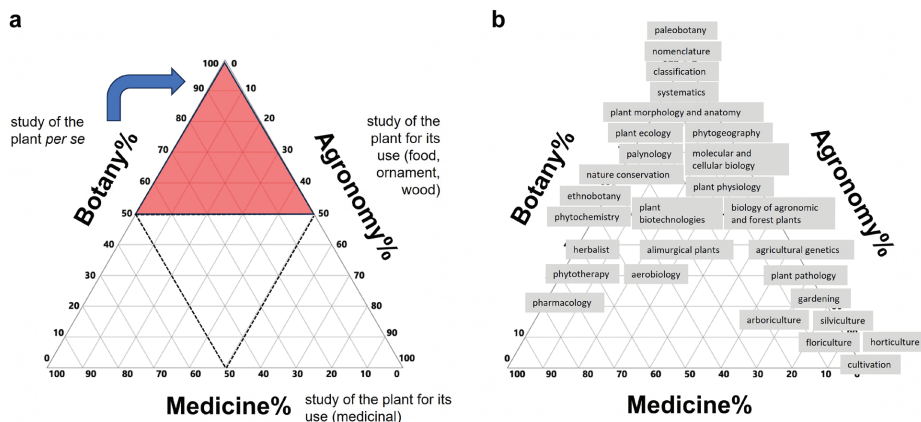 a
study of the
plant per se
study of the
plant for its
use (food,
ornament,
wood)
Botany%
Agronomy%
100 0
90 10
80 20
70 30
60 40
50
40 60
30 70
20 80
10 90
0 100
100 90 80 70 60 50 40 30 20 10 0
Medicine%
study of the plant for its
use (medicinal)
b
paleobotany
nomenclature
classification
systematics
plant morphology and anatomy
plant ecology
phytogeography
palynology
molecular and
cellular biology
nature conservation
plant physiology
ethnobotany
phytochemistry
plant
biotechnologies
biology of agronomic
and forest plants
herbalist
alimurgical plants
agricultural genetics
phytotherapy
aerobiology
plant pathology
pharmacology
gardening
arboriculture
silviculture
floriculture
horticulture
cultivation
Botany%
Agronomy%
10
0
100 90 80 70 60 50 40 30 20 10
Medicine%